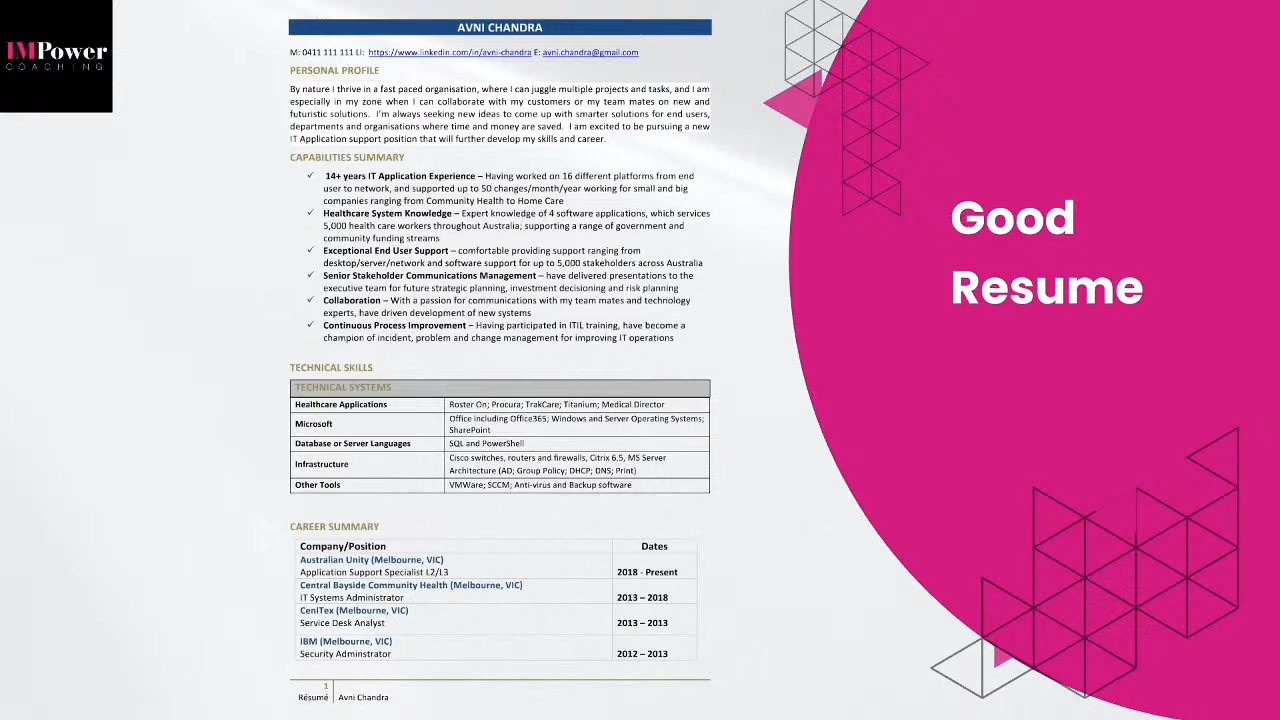 IMPower
COACHING
AVNI CHANDRA
M: 0411 111 111 LI: https://www.linkedin.com/in/avni-chandra E: avni.chandra@gmail.com
PERSONAL PROFILE
By nature I thrive in a fast paced organisation, where I can juggle multiple projects and tasks, and I am
especially in my zone when I can collaborate with my customers or my team mates on new and
futuristic solutions. I'm always seeking new ideas to come up with smarter solutions for end users,
departments and organisations where time and money are saved. I am excited to be pursuing a new
IT Application support position that will further develop my skills and career.
CAPABILITIES SUMMARY
✓ 14+ years IT Application Experience – Having worked on 16 different platforms from end
user to network, and supported up to 50 changes/month/year working for small and big
companies ranging from Community Health to Home Care
✓ Healthcare System Knowledge – Expert knowledge of 4 software applications, which services
5,000 health care workers throughout Australia; supporting a range of government and
community funding streams
✓ Exceptional End User Support – comfortable providing support ranging from
desktop/server/network and software support for up to 5,000 stakeholders across Australia
✓ Senior Stakeholder Communications Management – have delivered presentations to the
executive team for future strategic planning, investment decisioning and risk planning
✓ Collaboration – With a passion for communications with my team mates and technology
experts, have driven development of new systems
✓ Continuous Process Improvement – Having participated in ITIL training, have become a
champion of incident, problem and change management for improving IT operations
TECHNICAL SKILLS
TECHNICAL SYSTEMS
Healthcare Applications Roster On; Procura; TrakCare; Titanium; Medical Director
Microsoft Office including Office365; Windows and Server Operating Systems;
SharePoint
Database or Server Languages SQL and PowerShell
Infrastructure Cisco switches, routers and firewalls, Citrix 6.5, MS Server
Architecture (AD; Group Policy; DHCP; DNS; Print)
Other Tools VMWare; SCCM; Anti-virus and Backup software
CAREER SUMMARY
Company/Position Dates
Australian Unity (Melbourne, VIC)
Application Support Specialist L2/L3 2018 - Present
Central Bayside Community Health (Melbourne, VIC)
IT Systems Administrator 2013 – 2018
CenITex (Melbourne, VIC)
Service Desk Analyst 2013 – 2013
IBM (Melbourne, VIC)
Security Adminstrator 2012 – 2013
1
Résumé Avni Chandra
Good
Resume